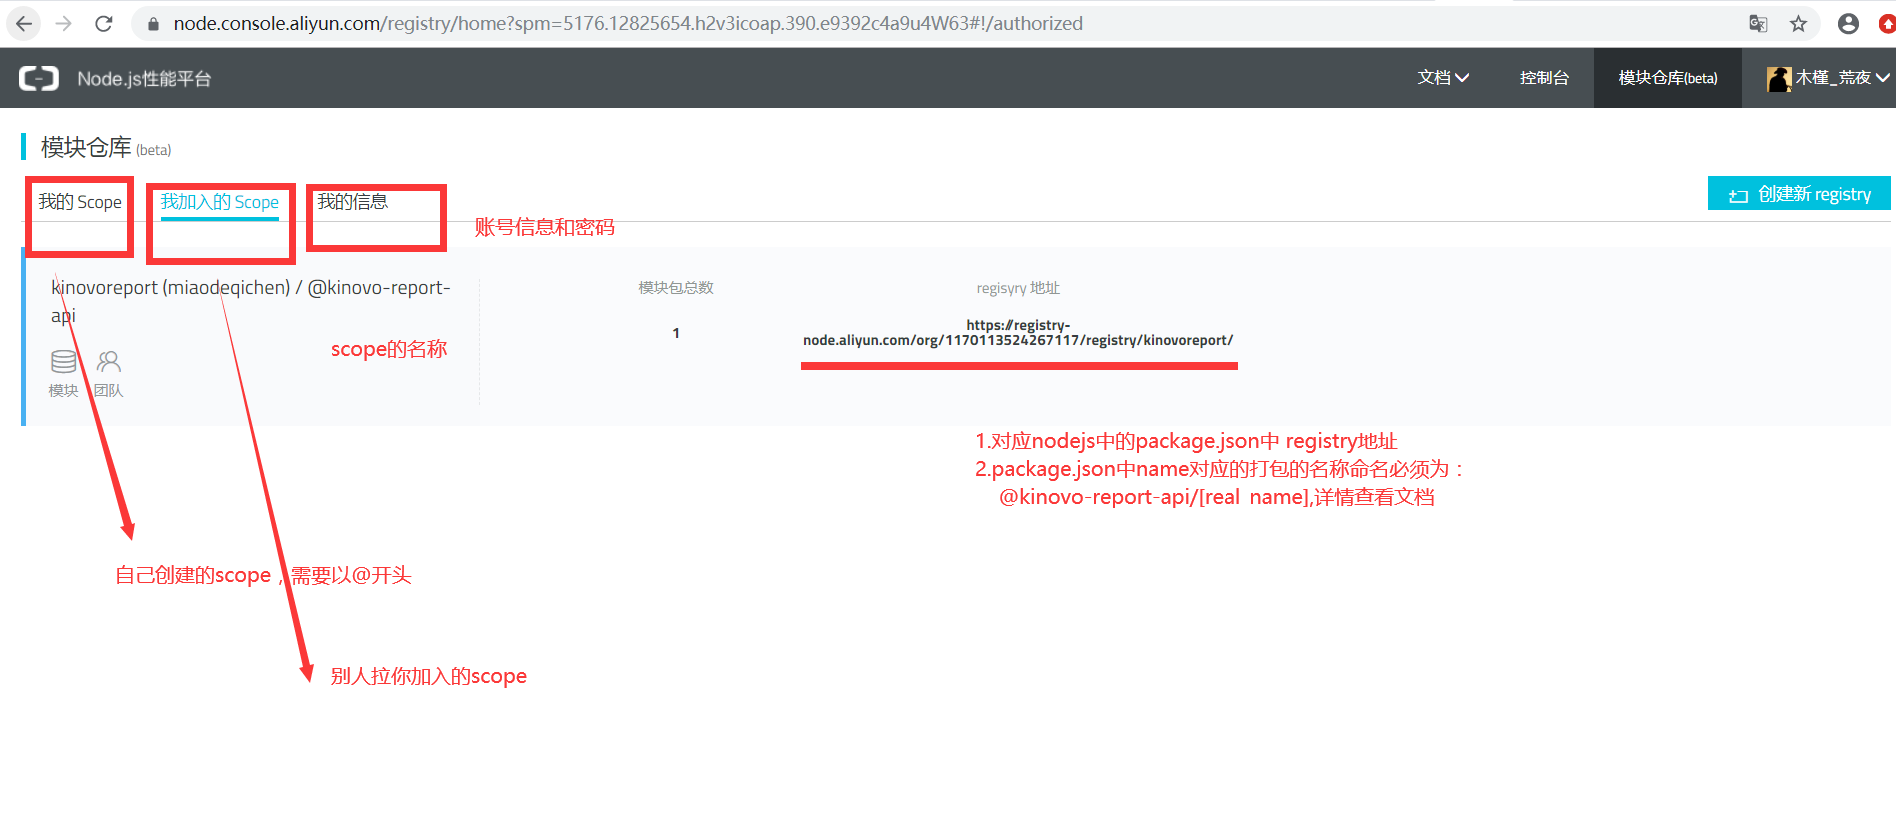 node.console.aliyun.com/registry/home?spm=5176.12825654.h2v3icoap.390.e9392c4a9u4W63#!/authorized
Node.js性能平台
文档
控制台
模块仓库(beta)
木槿_荒夜
模块仓库 (beta)
我的 Scope
我加入的 Scope
我的信息
创建新 registry
账号信息和密码
kinovoreport (miaodeqichen) / @kinovo-report-
api
模块包总数
1
regisyry 地址
https://registry-
node.aliyun.com/org/1170113524267117/registry/kinovoreport/
scope的名称
模块
团队
1.对应nodejs中的package.json中 registry地址
2.package.json中name对应的打包的名称命名必须为：
@kinovo-report-api/[real name],详情查看文档
自己创建的scope，需要以@开头
别人拉你加入的scope